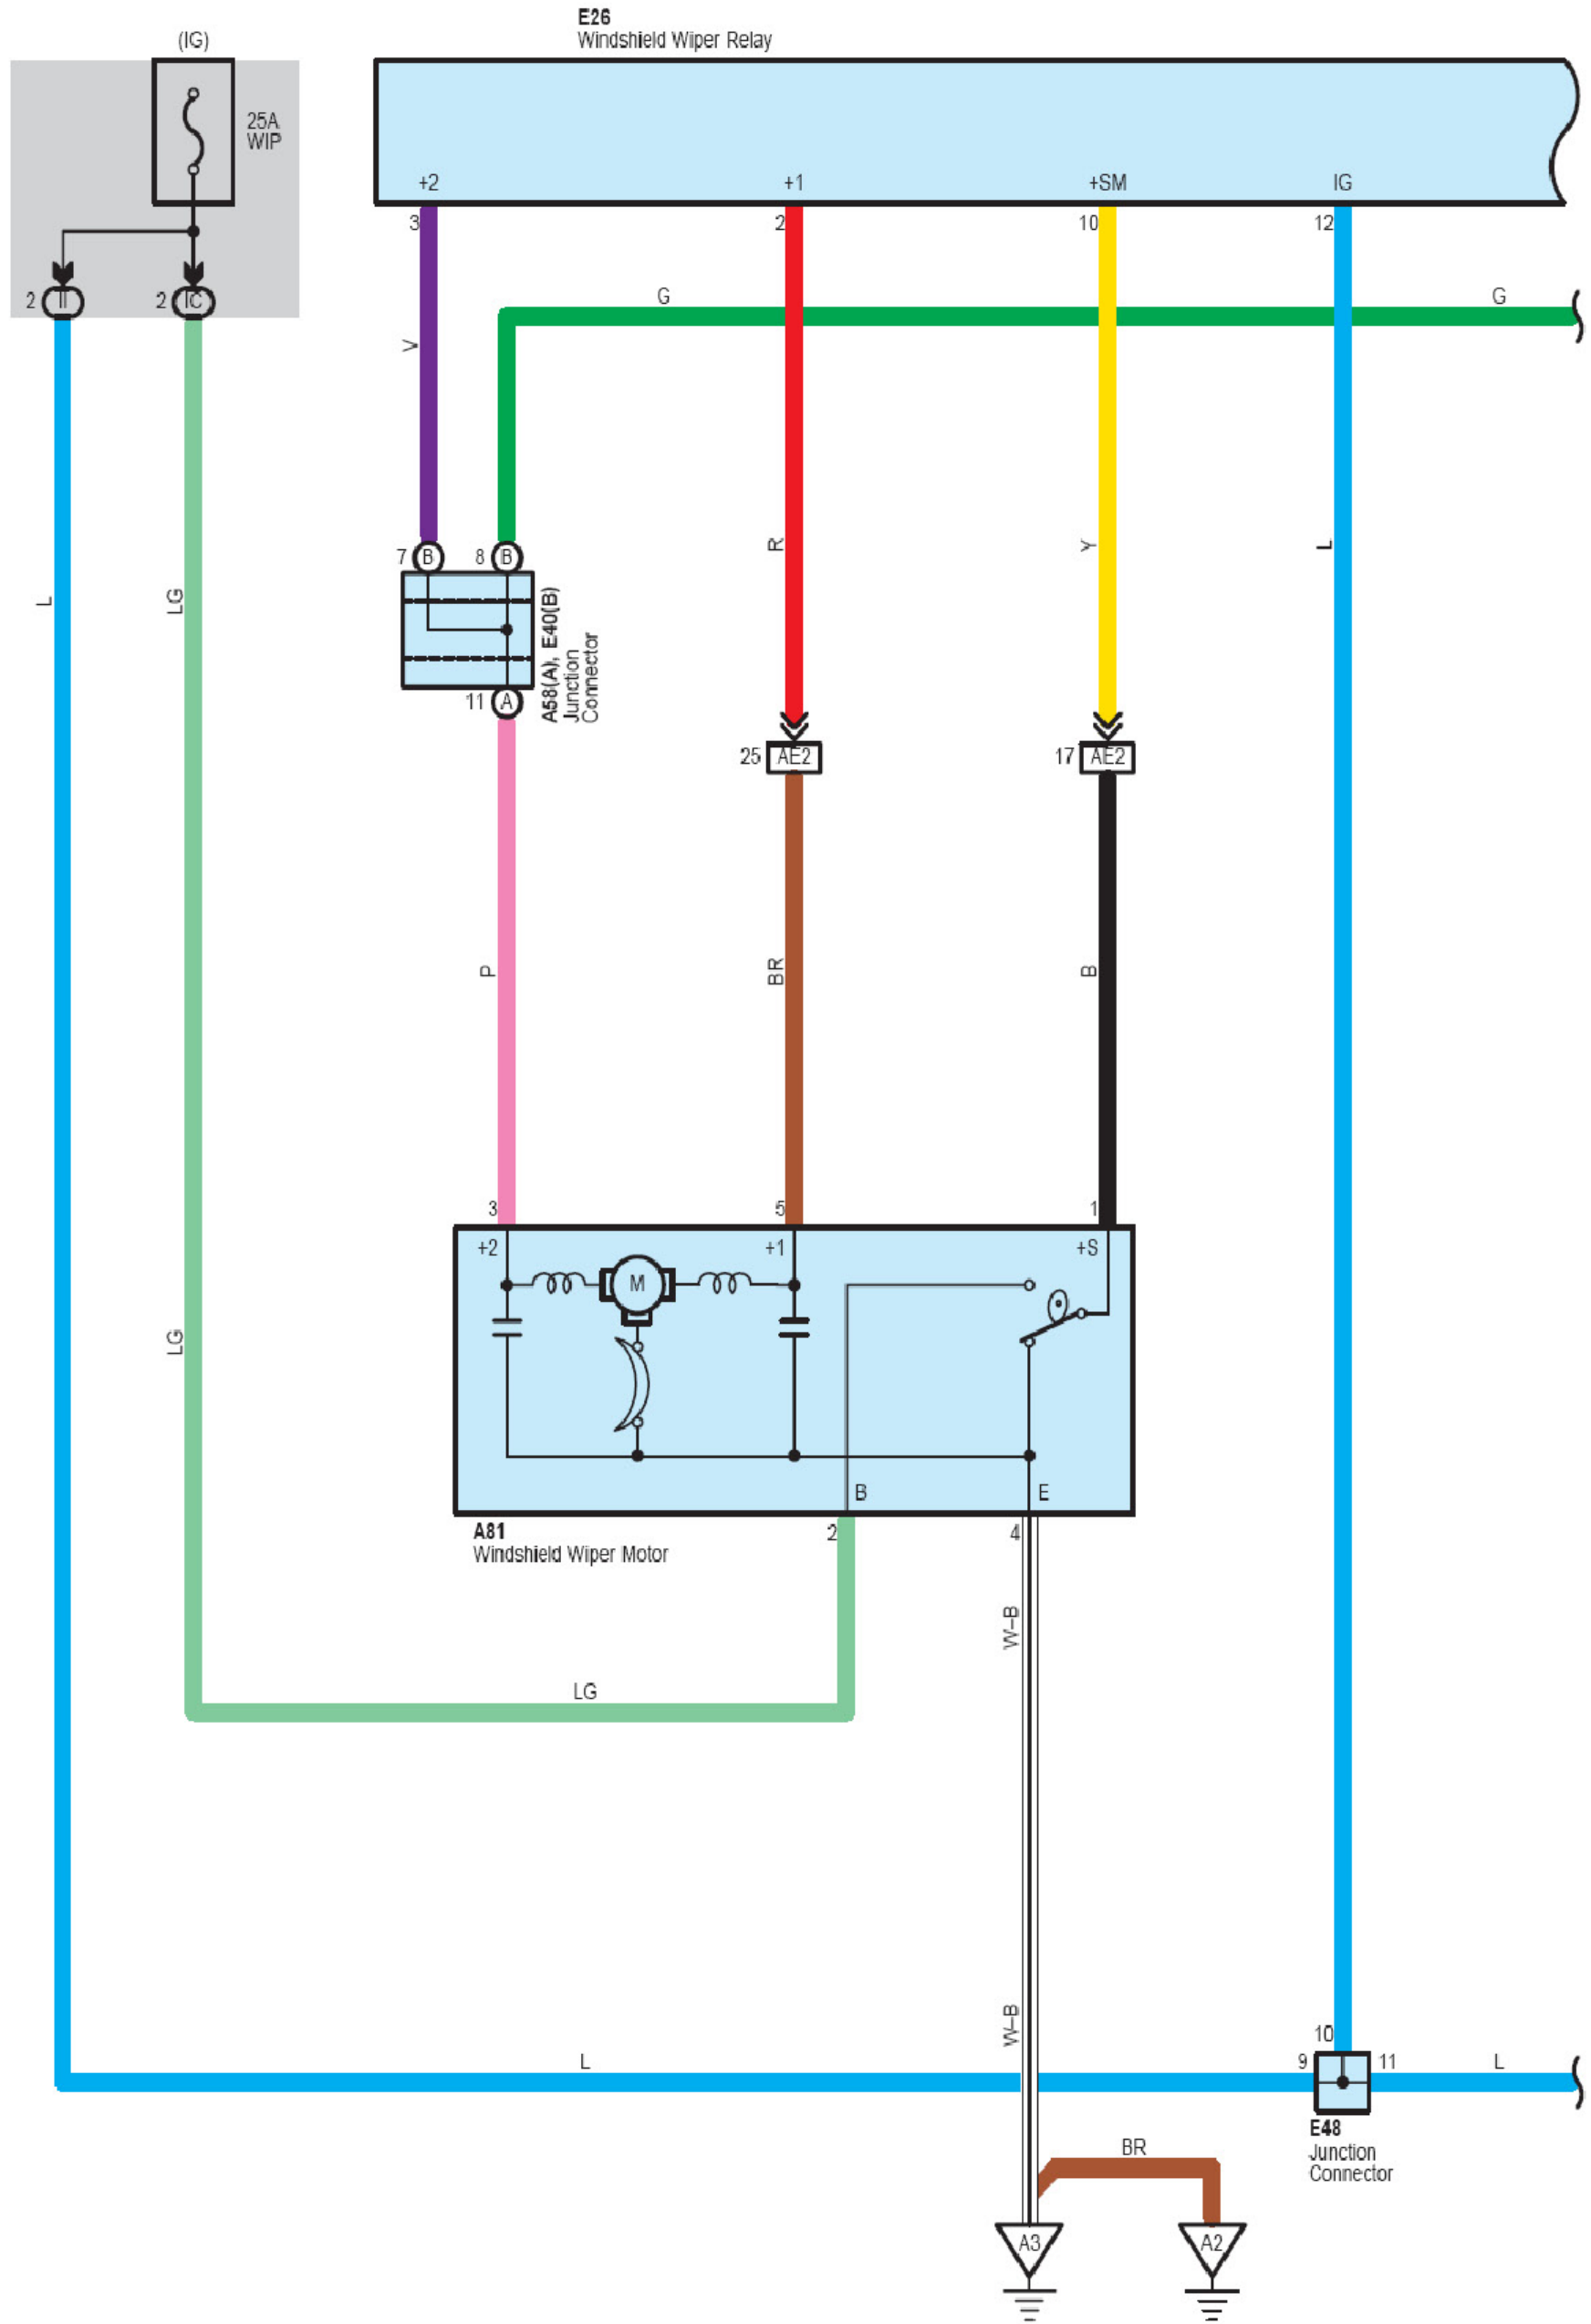 E26
Windshield Wiper Relay
(IG)
25A
WIP
+2
+1
+SM
IG
3
2
10
12
2
II
2
IC
G
G
V
R
Y
L
7
B
8
B
L
LG
A58(A), E40(B)
Junction
Connector
11
A
25
AE2
17
AE2
P
BR
B
3
5
1
+2
+1
+S
M
LG
B
E
A81
Windshield Wiper Motor
2
4
W–B
LG
W–B
10
L
9
11
L
E48
Junction
Connector
BR
A3
A2